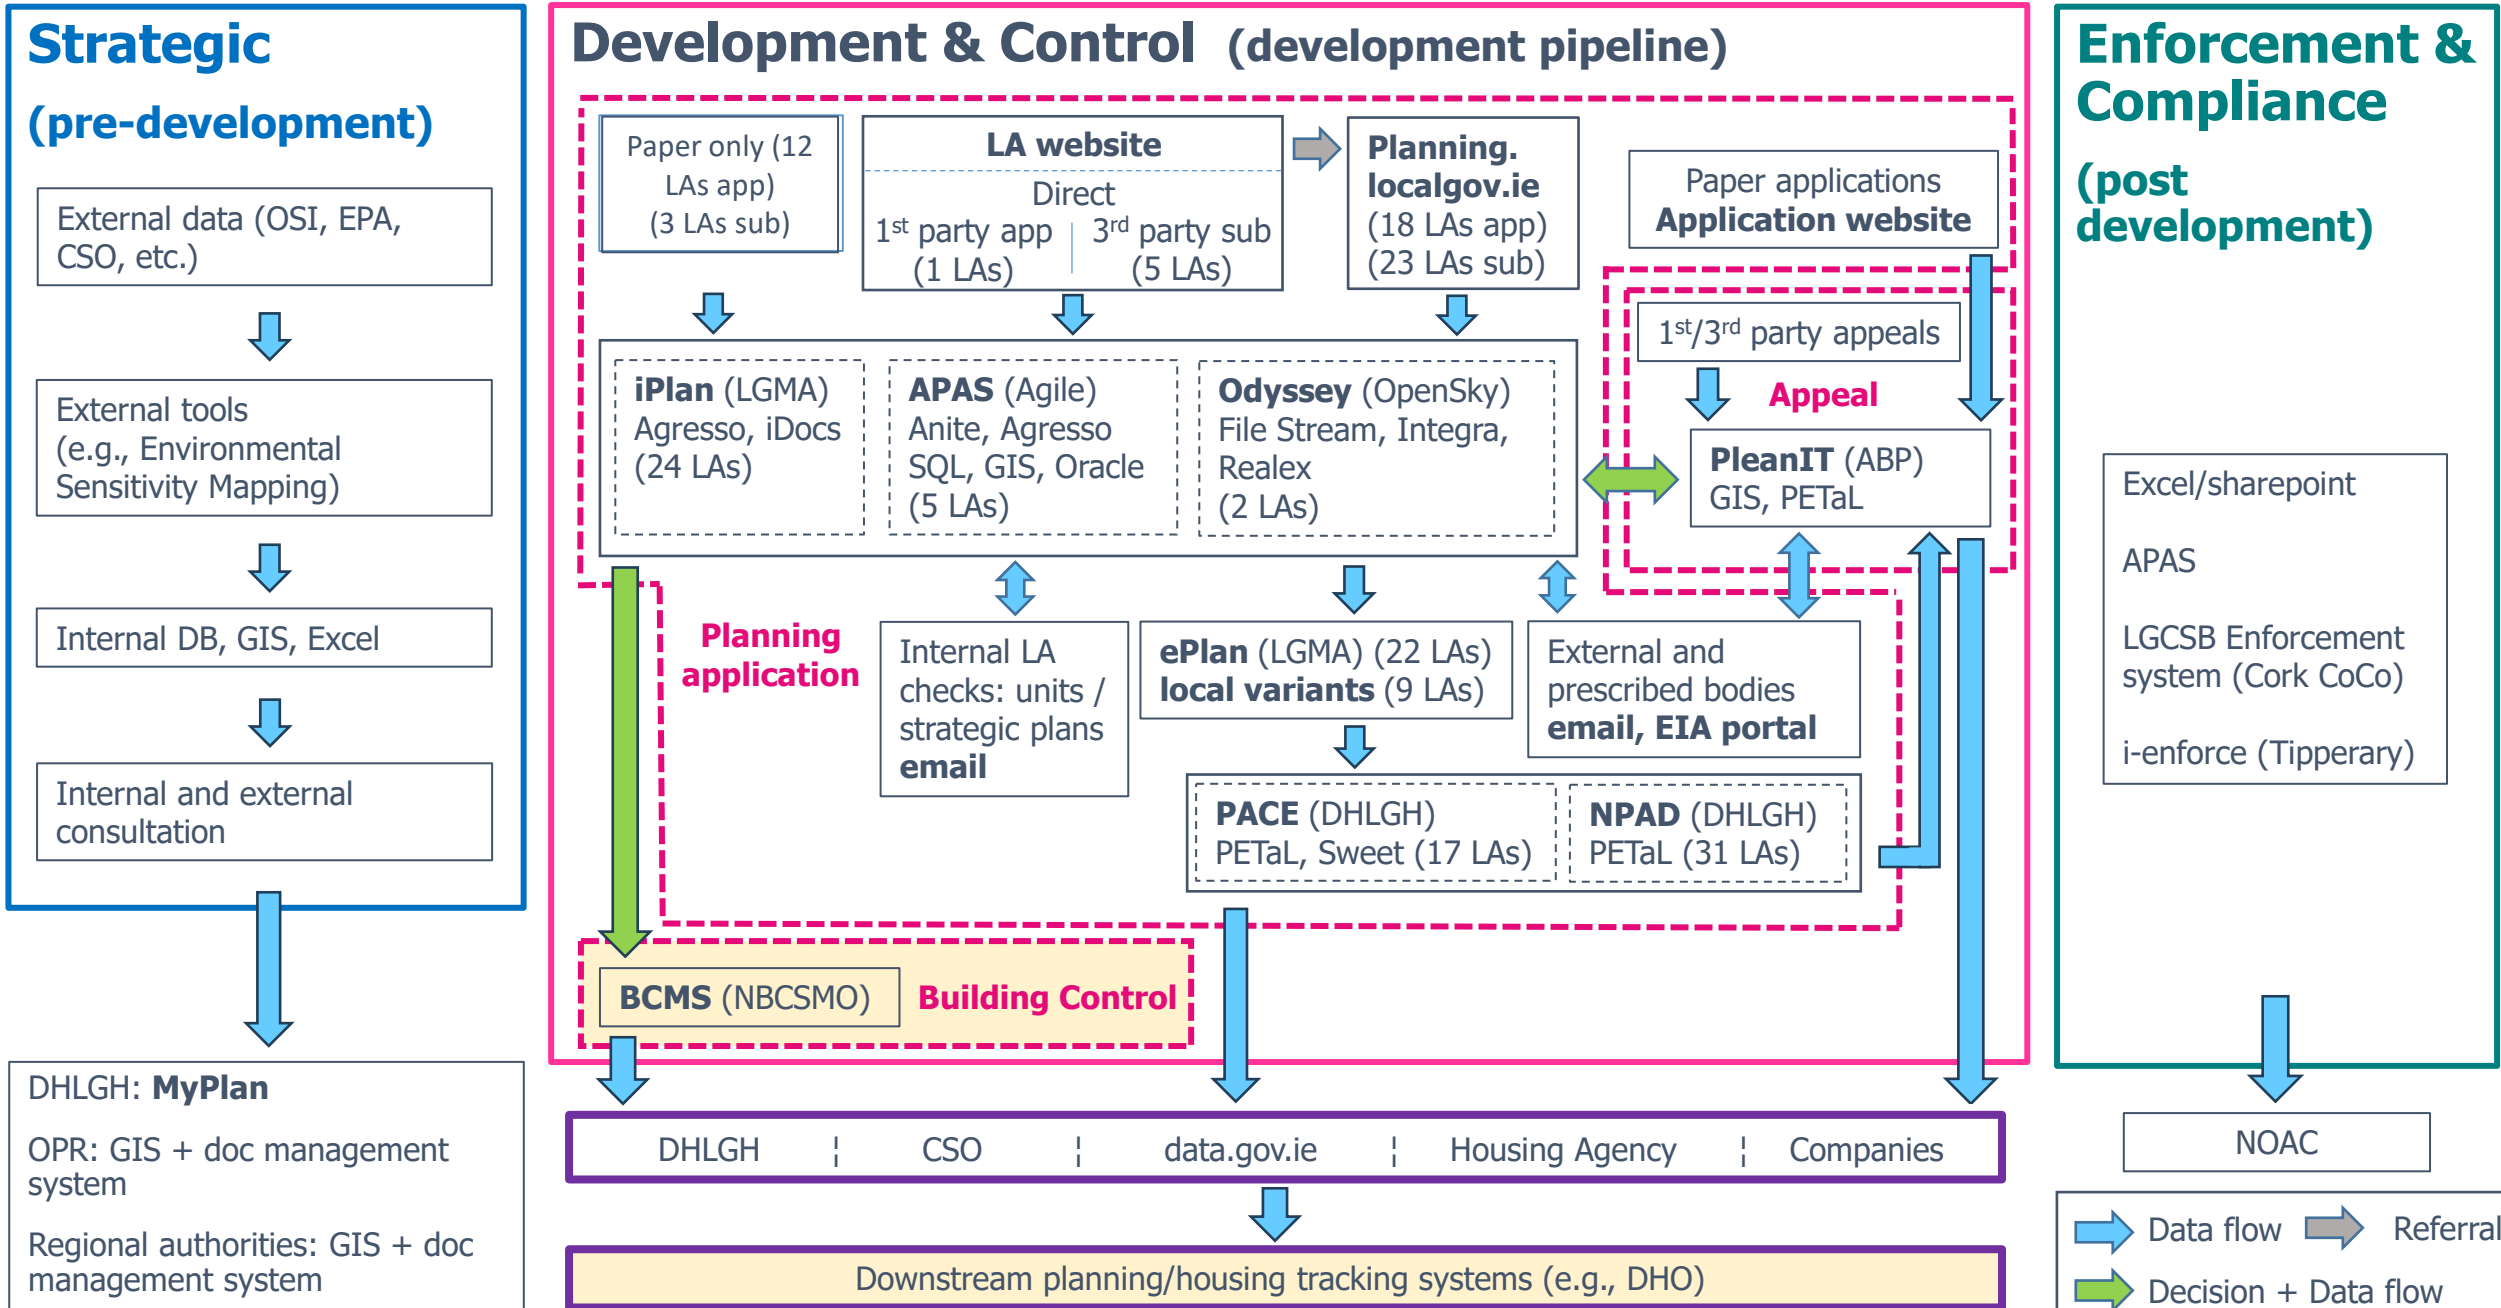 Strategic
(pre-development)
External data (OSI, EPA,
CSO, etc.)
External tools
(e.g., Environmental
Sensitivity Mapping)
Internal DB, GIS, Excel
Internal and external
consultation
DHLGH: MyPlan
OPR: GIS + doc management
system
Regional authorities: GIS + doc
management system
Development & Control (development pipeline)
Paper only (12
LAs app)
(3 LAs sub)
LA website
Direct
1st party app
(1 LAs)
3rd party sub
(5 LAs)
Planning.
localgov.ie
(18 LAs app)
(23 LAs sub)
Paper applications
Application website
1st/3rd party appeals
Appeal
iPlan (LGMA)
Agresso, iDocs
(24 LAs)
APAS (Agile)
Anite, Agresso
SQL, GIS, Oracle
(5 LAs)
Odyssey (OpenSky)
File Stream, Integra,
Realex
(2 LAs)
PleanIT (ABP)
GIS, PETaL
Planning
application
Internal LA
checks: units /
strategic plans
email
ePlan (LGMA) (22 LAs)
local variants (9 LAs)
External and
prescribed bodies
email, EIA portal
PACE (DHLGH)
PETaL, Sweet (17 LAs)
NPAD (DHLGH)
PETaL (31 LAs)
BCMS (NBCSMO)
Building Control
DHLGH ¦ CSO ¦ data.gov.ie ¦ Housing Agency ¦ Companies
Downstream planning/housing tracking systems (e.g., DHO)
Enforcement &
Compliance
(post
development)
Excel/sharepoint
APAS
LGCSB Enforcement
system (Cork CoCo)
i-enforce (Tipperary)
NOAC
Data flow
Referral
Decision + Data flow